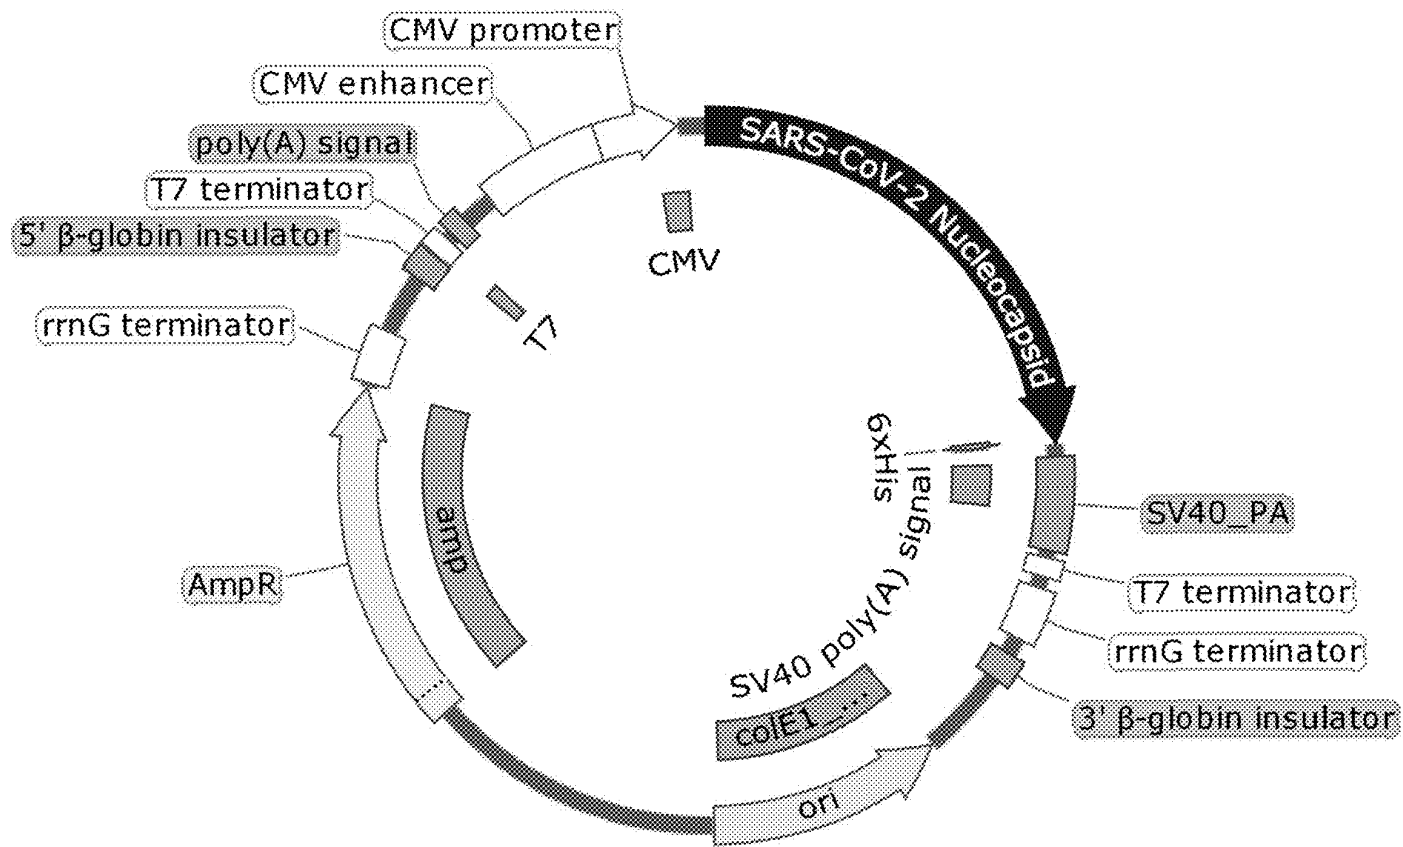 CMV promoter
CMV enhancer
poly(A) signal
T7 terminator
5' β-globin insulator
rrnG terminator
AmpR
SARS-CoV-2 Nucleocapsid
CMV
T7
amp
6xHis
SV40 poly(A) signal
colE1_...
ori
SV40_PA
T7 terminator
rrnG terminator
3' β-globin insulator